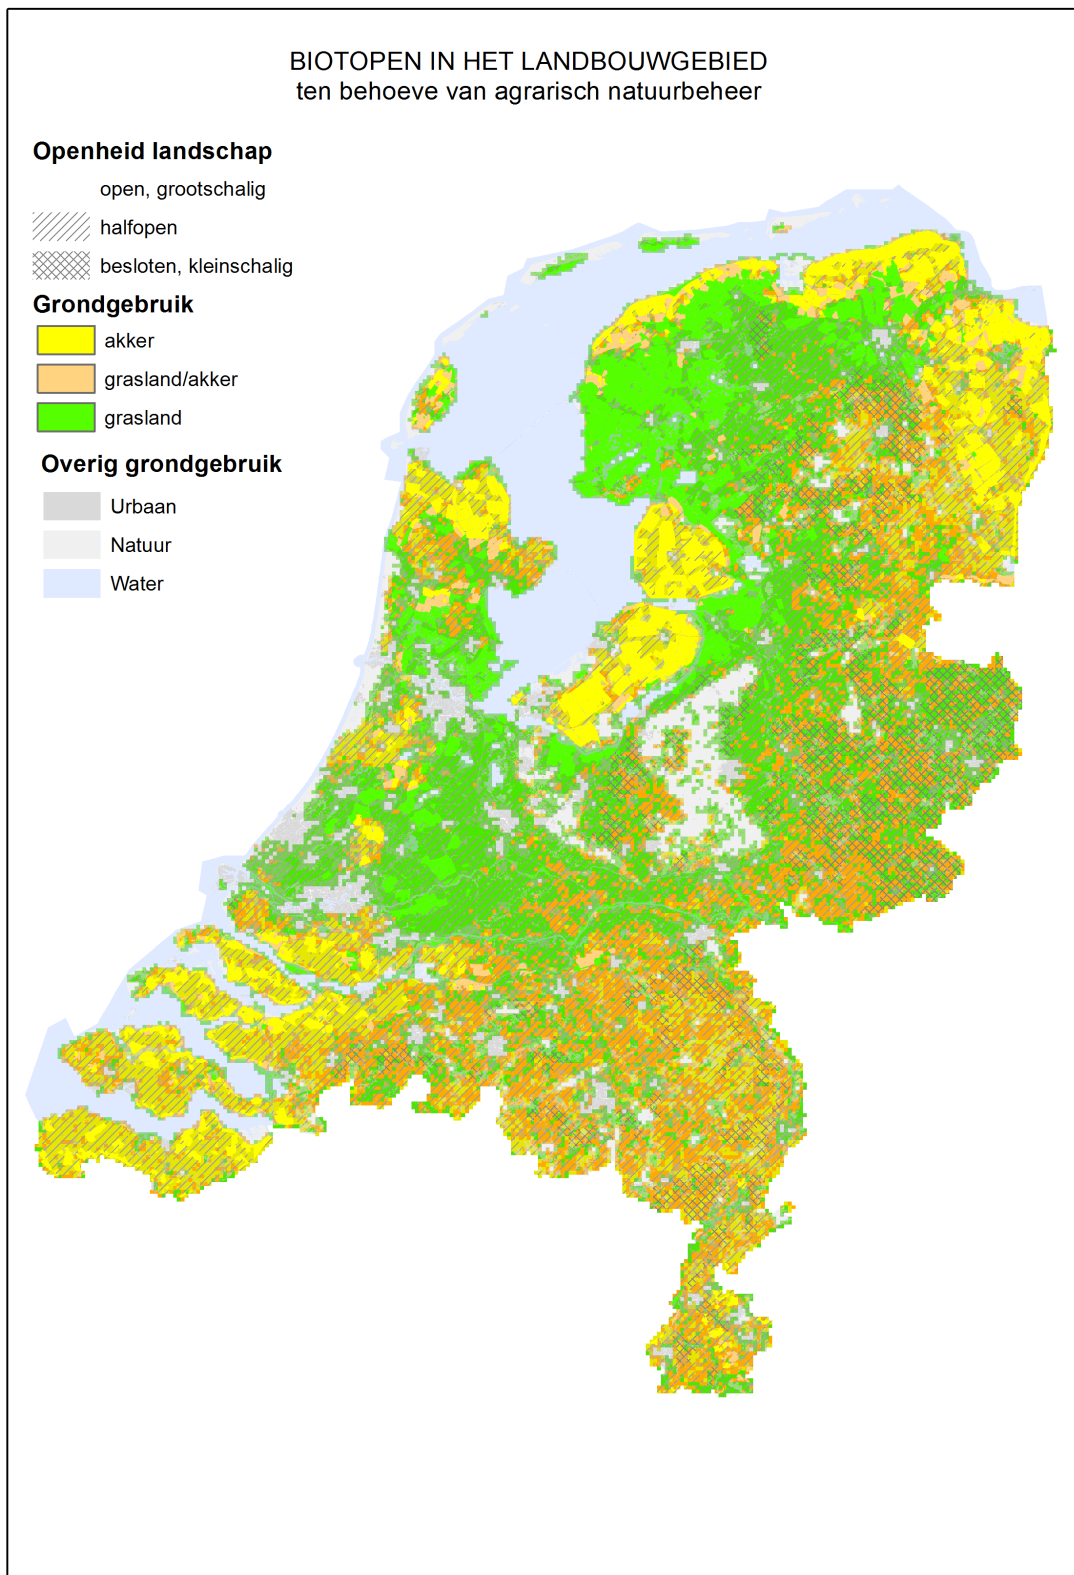 BIOTOPEN IN HET LANDBOUWGEBIED
ten behoeve van agrarisch natuurbeheer
Openheid landschap
open, grootschalig
halfopen
besloten, kleinschalig
Grondgebruik
akker
grasland/akker
grasland
Overig grondgebruik
Urbaan
Natuur
Water